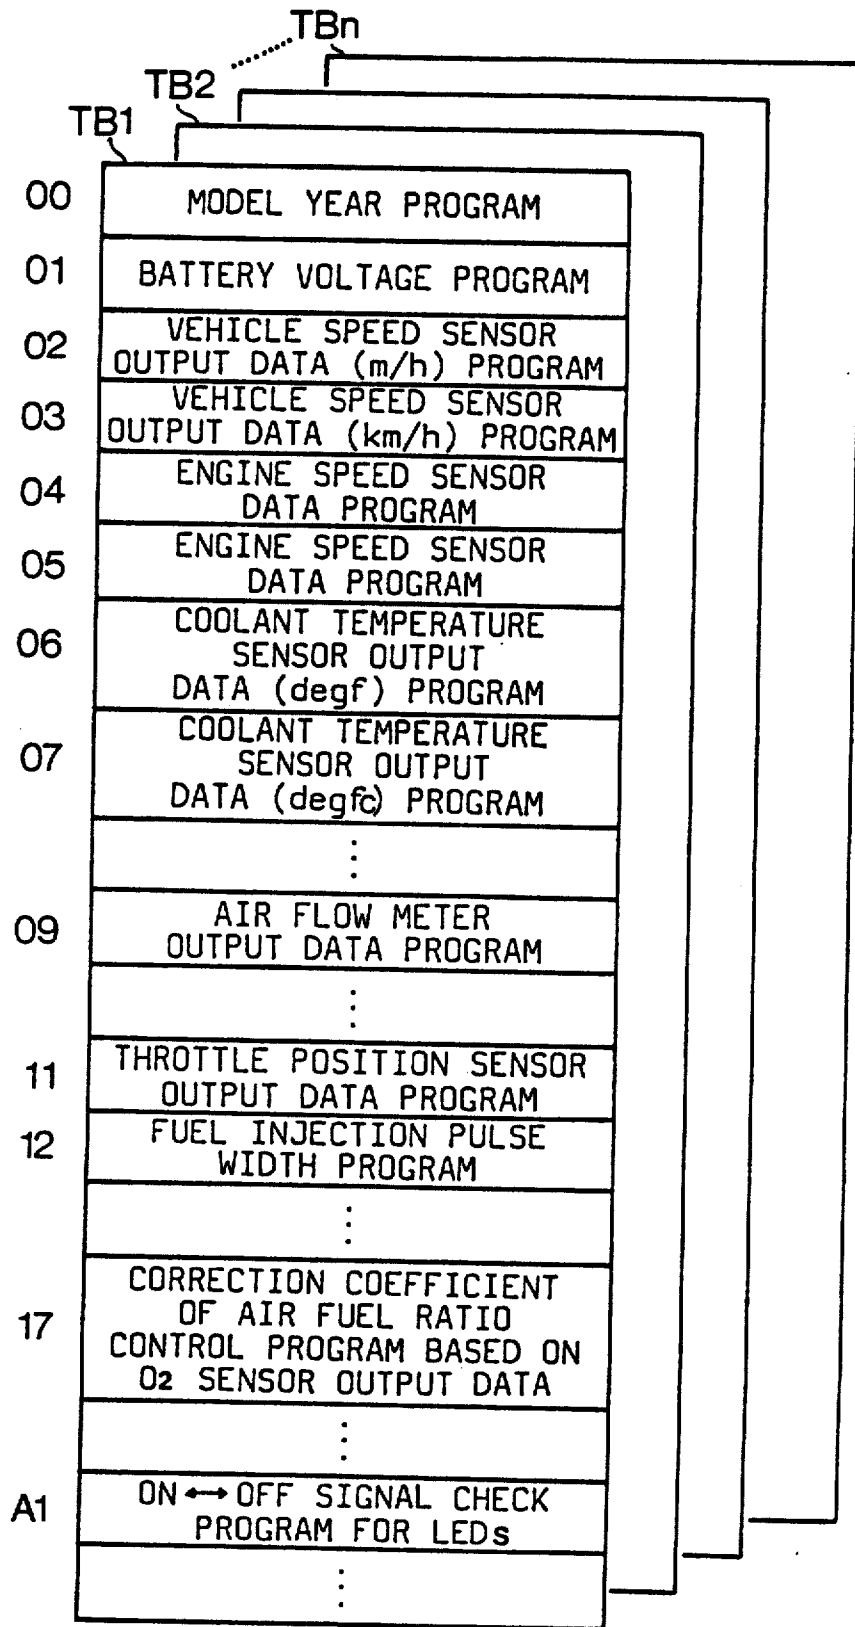 TBn
TB2
TB1
00
MODEL YEAR PROGRAM
01
BATTERY VOLTAGE PROGRAM
02
VEHICLE SPEED SENSOR
OUTPUT DATA (m/h) PROGRAM
03
VEHICLE SPEED SENSOR
OUTPUT DATA (km/h) PROGRAM
04
ENGINE SPEED SENSOR
DATA PROGRAM
05
ENGINE SPEED SENSOR
DATA PROGRAM
06
COOLANT TEMPERATURE
SENSOR OUTPUT
DATA (degf) PROGRAM
07
COOLANT TEMPERATURE
SENSOR OUTPUT
DATA (degfc) PROGRAM
09
AIR FLOW METER
OUTPUT DATA PROGRAM
11
THROTTLE POSITION SENSOR
OUTPUT DATA PROGRAM
12
FUEL INJECTION PULSE
WIDTH PROGRAM
17
CORRECTION COEFFICIENT
OF AIR FUEL RATIO
CONTROL PROGRAM BASED ON
O2 SENSOR OUTPUT DATA
A1
ON ↔ OFF SIGNAL CHECK
PROGRAM FOR LEDs